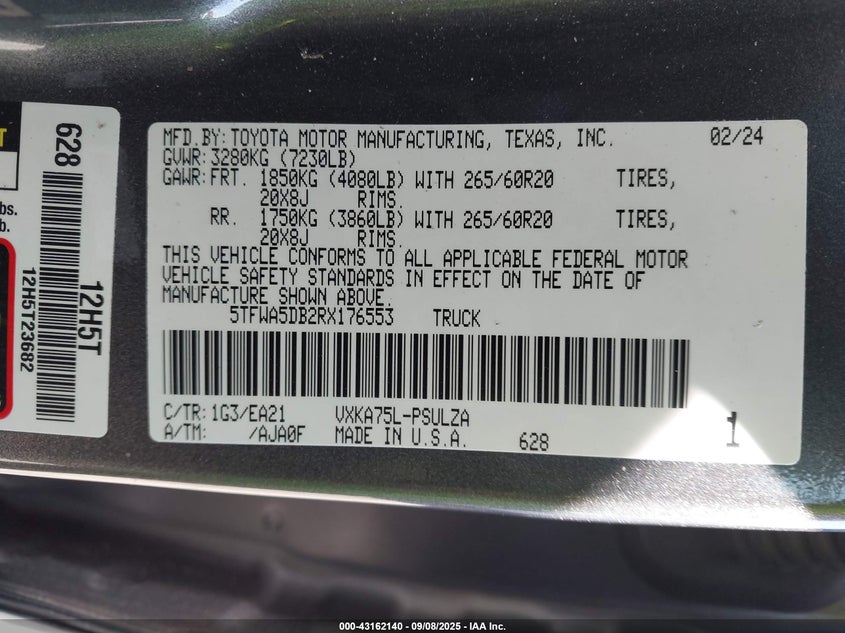 MFD.BY: TOYOTA MOTOR MANUFACTURING, TEXAS, INC. 02/24
GVWR: 3280KG (7230LB)
GAWR: FRT. 1850KG (4080LB) WITH 265/60R20 TIRES,
20X8J RIMS.
RR. 1750KG (3860LB) WITH 265/60R20 TIRES,
20X8J RIMS.
THIS VEHICLE CONFORMS TO ALL APPLICABLE FEDERAL MOTOR
VEHICLE SAFETY STANDARDS IN EFFECT ON THE DATE OF
MANUFACTURE SHOWN ABOVE.
5TFWA5DB2RX176553 TRUCK
C/TR: 1G3/EA21 VXKA75L-PSULZA
A/TM: /AJA0F MADE IN U.S.A. 628
1
628
12H5T
12H5T23682
lbs.
lb.
000-43162140 - 09/08/2025 - IAA Inc.